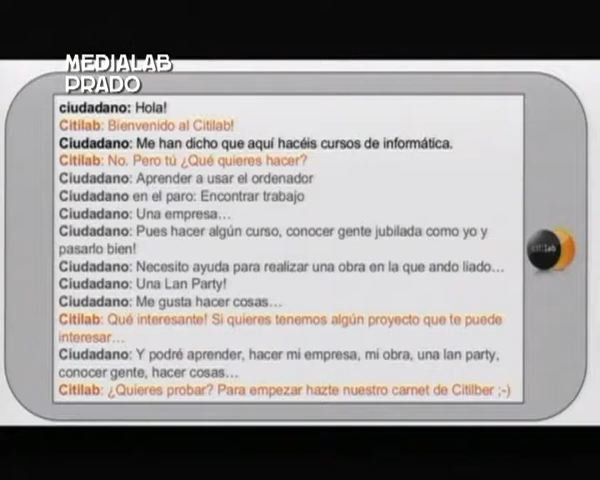 MEDIALAB
PRADO
ciudadano: Hola!
Citilab: Bienvenido al Citilab!
Ciudadano: Me han dicho que aquí hacéis cursos de informática.
Citilab: No. Pero tú ¿Qué quieres hacer?
Ciudadano: Aprender a usar el ordenador
Ciudadano en el paro: Encontrar trabajo
Ciudadano: Una empresa...
Ciudadano: Pues hacer algún curso, conocer gente jubilada como yo y
pasarlo bien!
Ciudadano: Necesito ayuda para realizar una obra en la que ando liado...
Ciudadano: Una Lan Party!
Ciudadano: Me gusta hacer cosas...
Citilab: Qué interesante! Si quieres tenemos algún proyecto que te puede
interesar...
Ciudadano: Y podré aprender, hacer mi empresa, mi obra, una lan party,
conocer gente, hacer cosas...
Citilab: ¿Quieres probar? Para empezar hazte nuestro carnet de Citilber ;-)
citilab